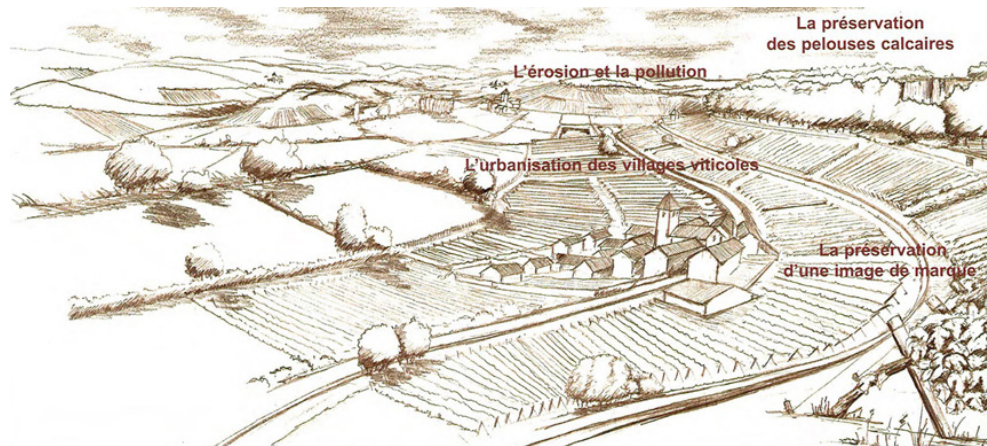 La préservation
des pelouses calcaires
L'érosion et la pollution
L'urbanisation des villages viticoles
La préservation
d'une image de marque